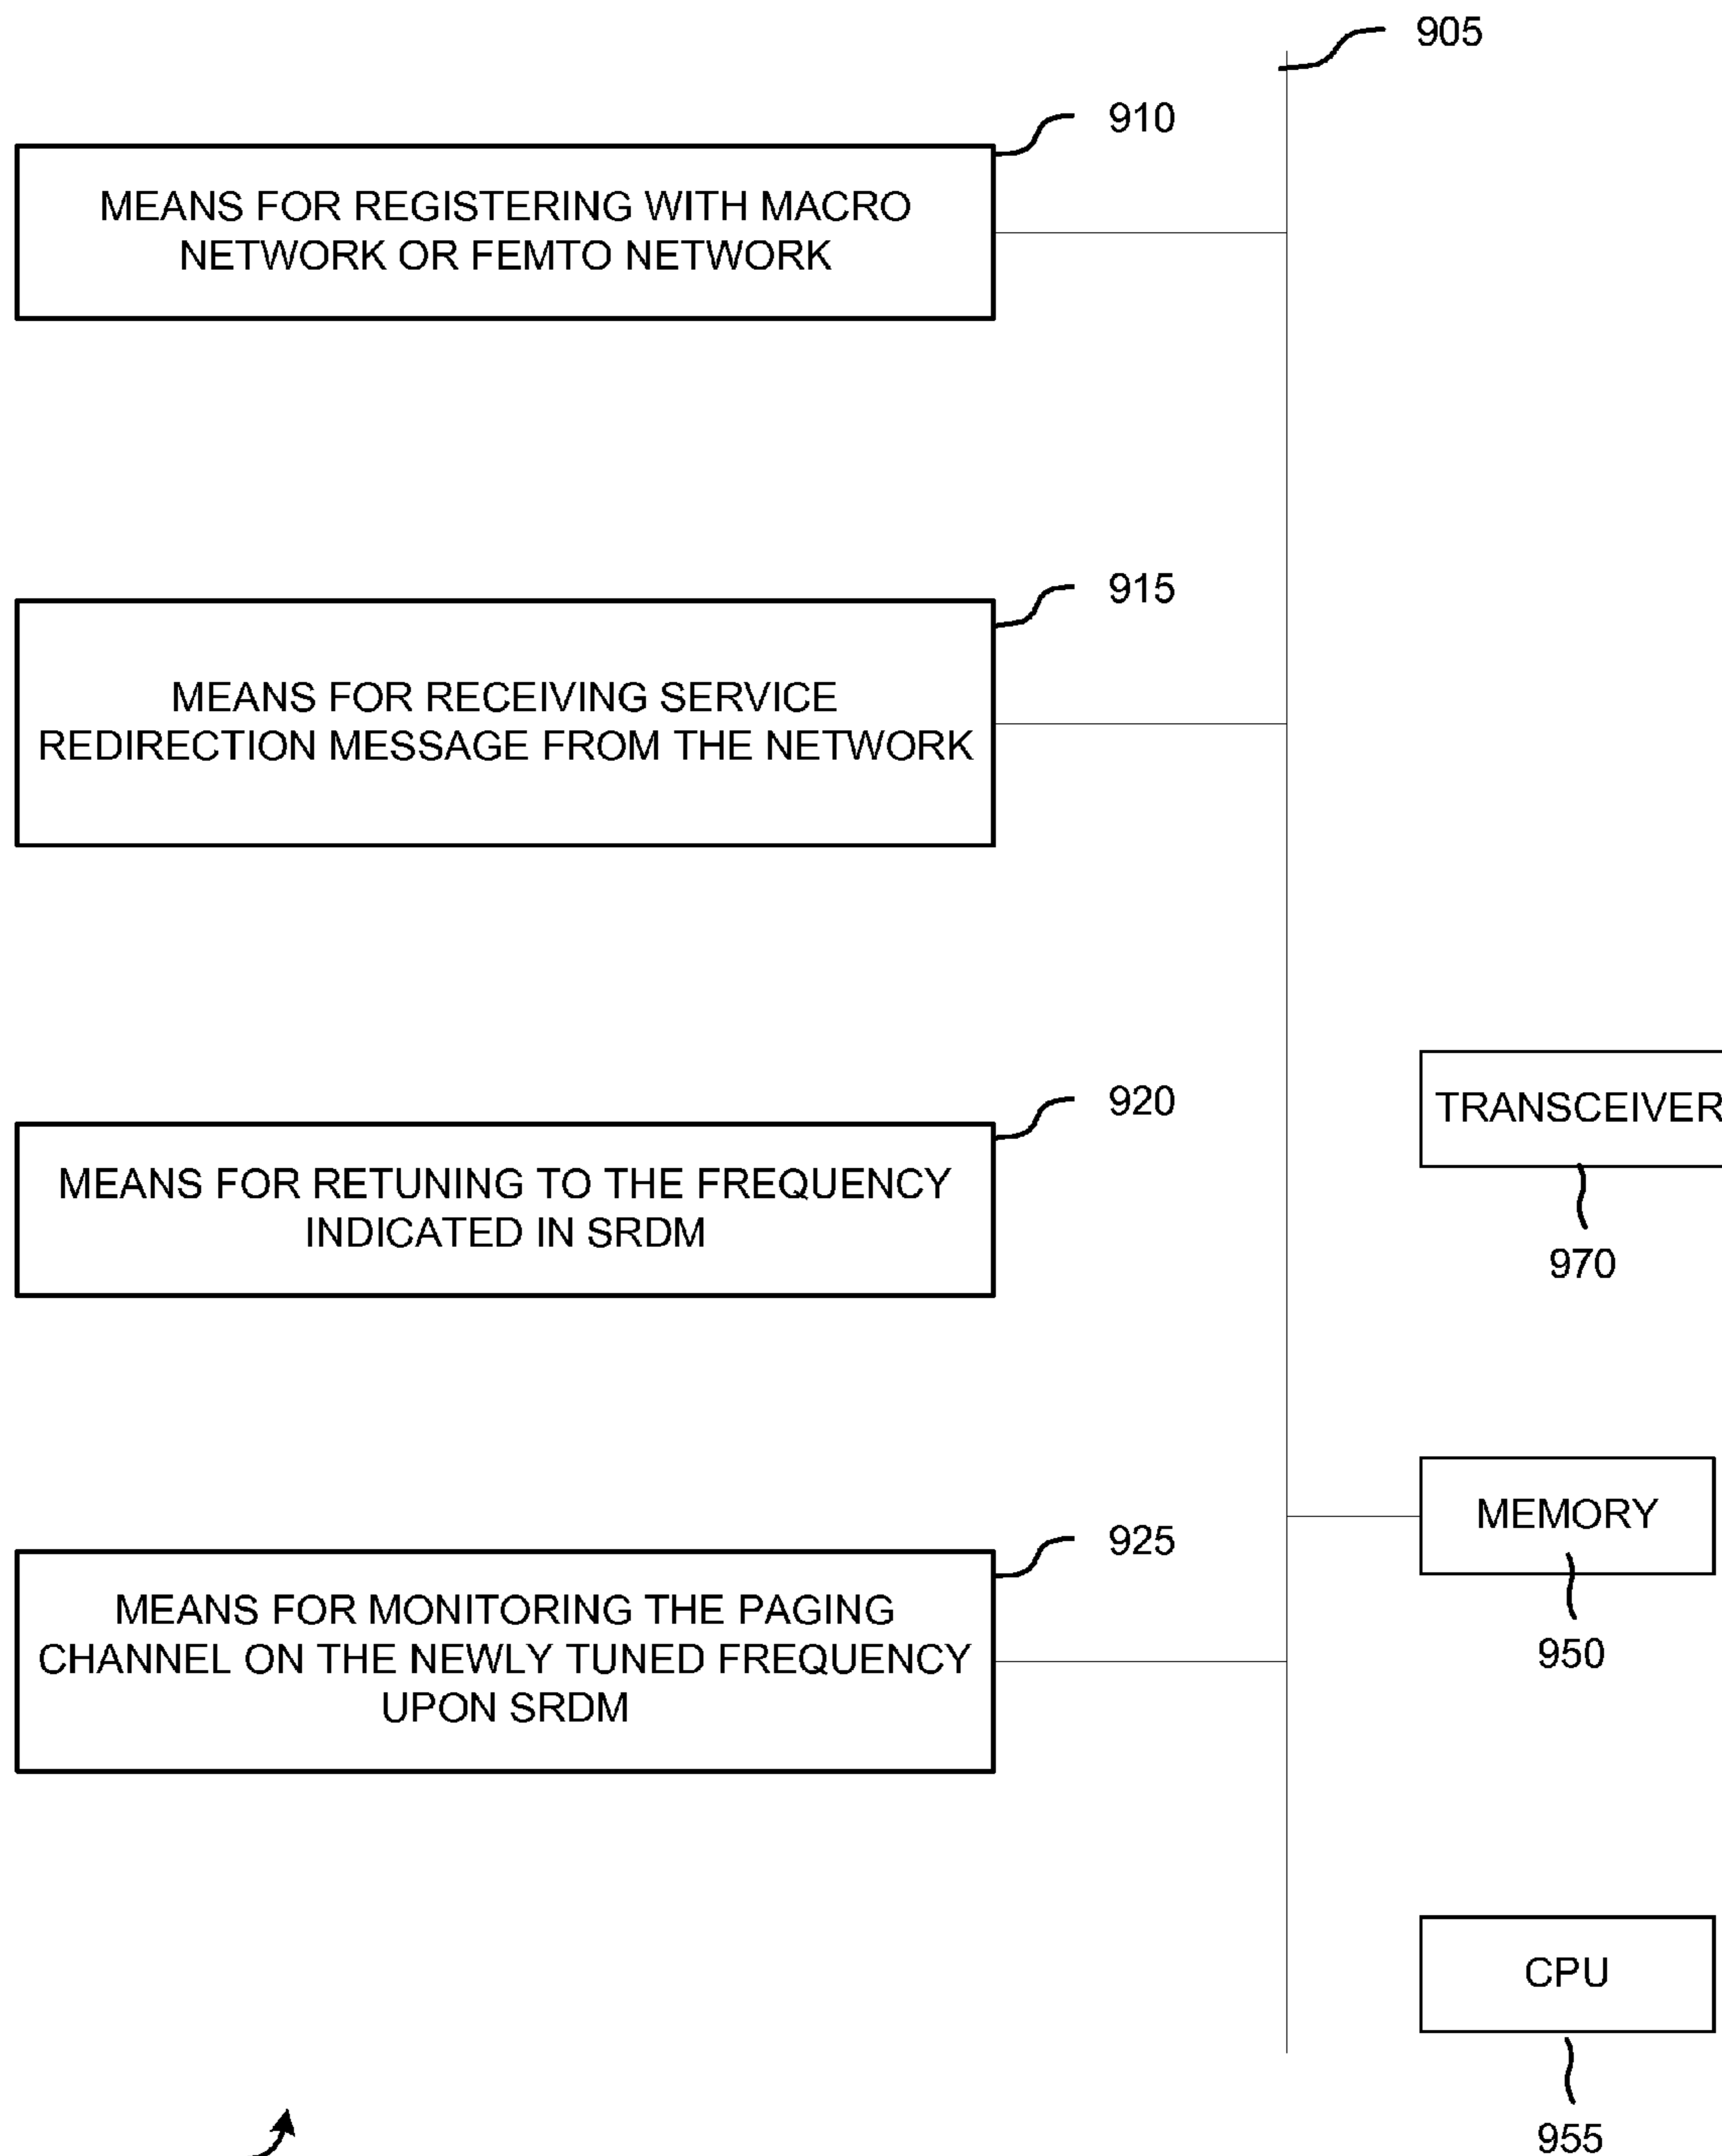 905
910
MEANS FOR REGISTERING WITH MACRO
NETWORK OR FEMTO NETWORK
915
MEANS FOR RECEIVING SERVICE
REDIRECTION MESSAGE FROM THE NETWORK
920
MEANS FOR RETUNING TO THE FREQUENCY
INDICATED IN SRDM
TRANSCEIVER
970
925
MEANS FOR MONITORING THE PAGING
CHANNEL ON THE NEWLY TUNED FREQUENCY
UPON SRDM
MEMORY
950
CPU
955